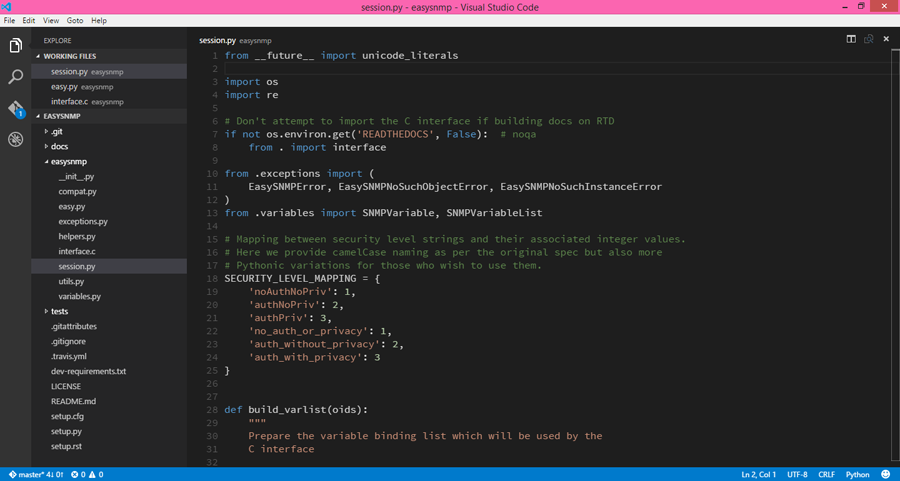 session.py - easysnmp - Visual Studio Code
File Edit View Goto Help
EXPLORE
WORKING FILES
session.py easysnmp
easy.py easysnmp
interface.c easysnmp
EASYSNMP
.git
docs
easysnmp
__init__.py
compat.py
easy.py
exceptions.py
helpers.py
interface.c
session.py
utils.py
variables.py
tests
.gitattributes
.gitignore
.travis.yml
dev-requirements.txt
LICENSE
README.md
setup.cfg
setup.py
setup.rst
1
session.py easysnmp
1 from __future__ import unicode_literals
2
3 import os
4 import re
5
6 # Don't attempt to import the C interface if building docs on RTD
7 if not os.environ.get('READTHEDOCS', False):  # noqa
8     from . import interface
9
10 from .exceptions import (
11     EasySNMPError, EasySNMPNoSuchObjectError, EasySNMPNoSuchInstanceError
12 )
13 from .variables import SNMPVariable, SNMPVariableList
14
15 # Mapping between security level strings and their associated integer values.
16 # Here we provide camelCase naming as per the original spec but also more
17 # Pythonic variations for those who wish to use them.
18 SECURITY_LEVEL_MAPPING = {
19     'noAuthNoPriv': 1,
20     'authNoPriv': 2,
21     'authPriv': 3,
22     'no_auth_or_privacy': 1,
23     'auth_without_privacy': 2,
24     'auth_with_privacy': 3
25 }
26
27
28 def build_varlist(oids):
29     """
30     Prepare the variable binding list which will be used by the
31     C interface
32
master* 4↓ 0↑ 0 0
Ln 2, Col 1 UTF-8 CRLF Python